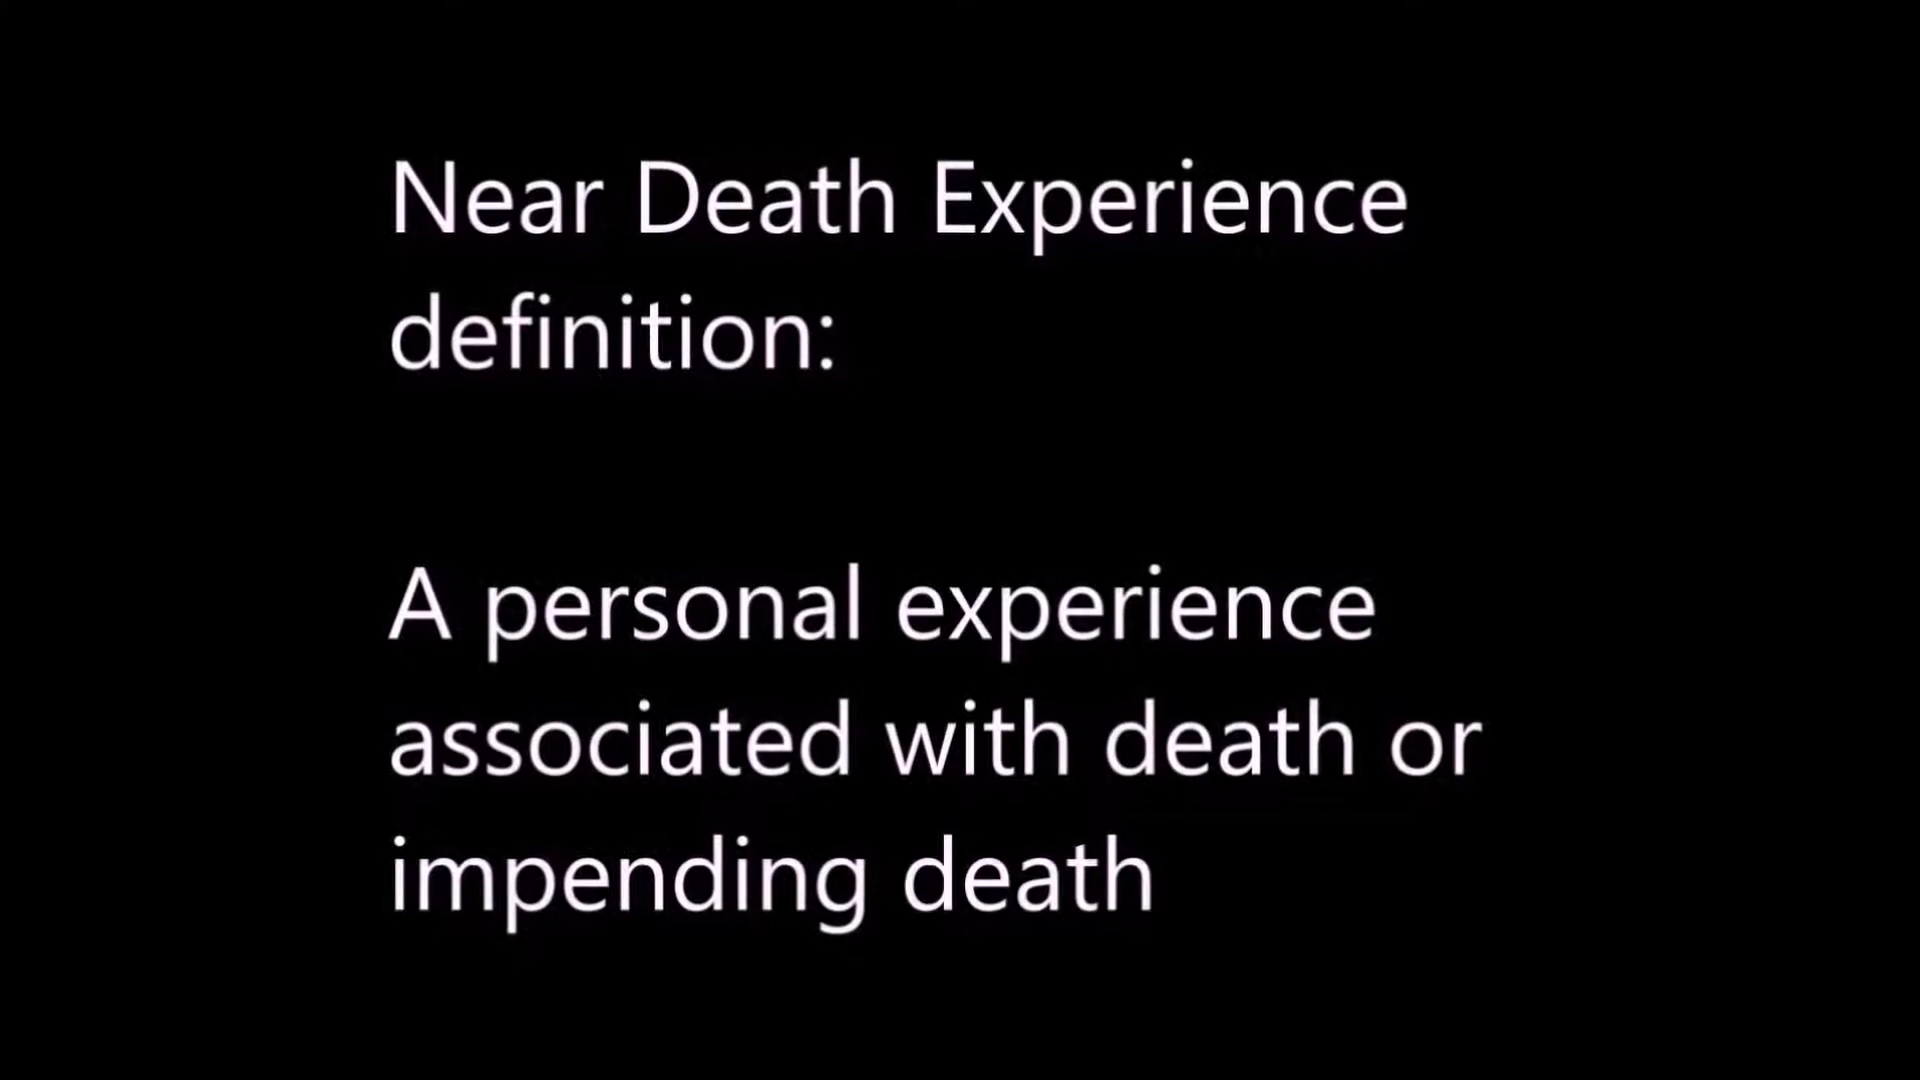 Near Death Experience
definition:
A personal experience
associated with death or
impending death